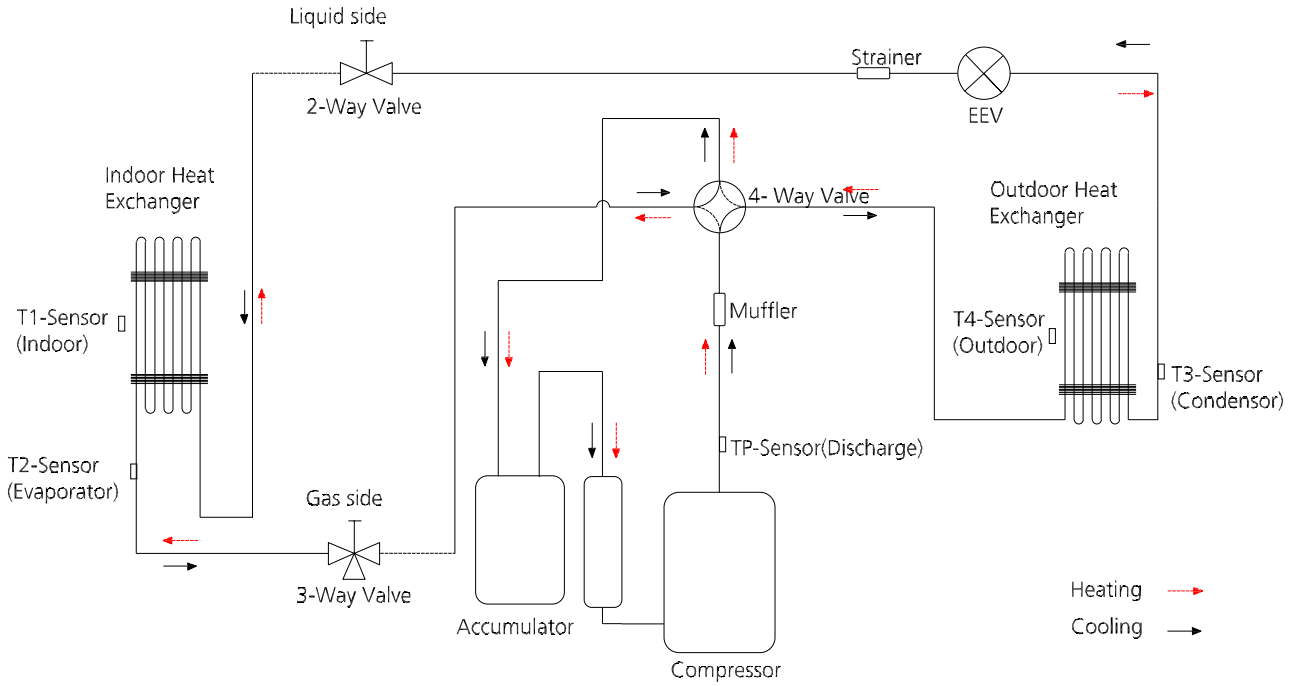 Liquid side
2-Way Valve
Strainer
EEV
Indoor Heat
Exchanger
4- Way Valve
Outdoor Heat
Exchanger
T1-Sensor
(Indoor)
Muffler
T4-Sensor
(Outdoor)
T3-Sensor
(Condensor)
TP-Sensor(Discharge)
T2-Sensor
(Evaporator)
Gas side
3-Way Valve
Accumulator
Compressor
Heating
Cooling